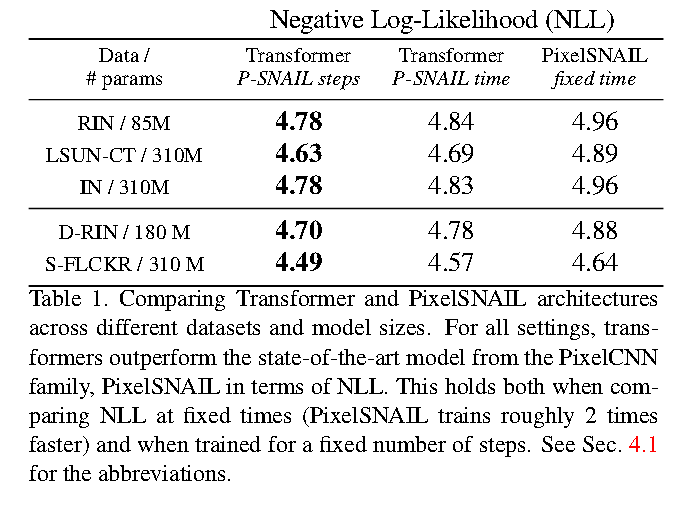 Negative Log-Likelihood (NLL)
Data / Transformer Transformer PixelSNAIL
# params P-SNAIL steps P-SNAIL time fixed time
RIN / 85M 4.78 4.84 4.96
LSUN-CT / 310M 4.63 4.69 4.89
IN / 310M 4.78 4.83 4.96
D-RIN / 180 M 4.70 4.78 4.88
S-FLCKR / 310 M 4.49 4.57 4.64
Table 1. Comparing Transformer and PixelSNAIL architectures
across different datasets and model sizes. For all settings, trans-
formers outperform the state-of-the-art model from the PixelCNN
family, PixelSNAIL in terms of NLL. This holds both when com-
paring NLL at fixed times (PixelSNAIL trains roughly 2 times
faster) and when trained for a fixed number of steps. See Sec. 4.1
for the abbreviations.